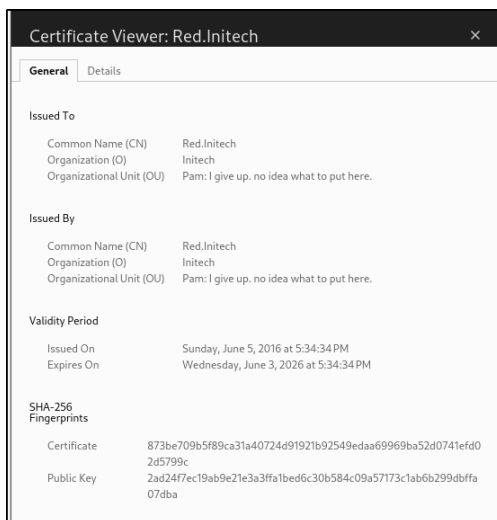 Certificate Viewer: Red.Initech
General Details
Issued To
Common Name (CN) Red.Initech
Organization (O) Initech
Organizational Unit (OU) Pam: I give up. no idea what to put here.
Issued By
Common Name (CN) Red.Initech
Organization (O) Initech
Organizational Unit (OU) Pam: I give up. no idea what to put here.
Validity Period
Issued On Sunday, June 5, 2016 at 5:34:34 PM
Expires On Wednesday, June 3, 2026 at 5:34:34 PM
SHA-256
Fingerprints
Certificate 873be709b5f89ca31a40724d91921b92549edaa69969ba52d0741efd0
2d5799c
Public Key 2ad24f7ec19ab9e21e3a3ffa1bed6c30b584c09a57173c1ab6b299dbffa
07dba